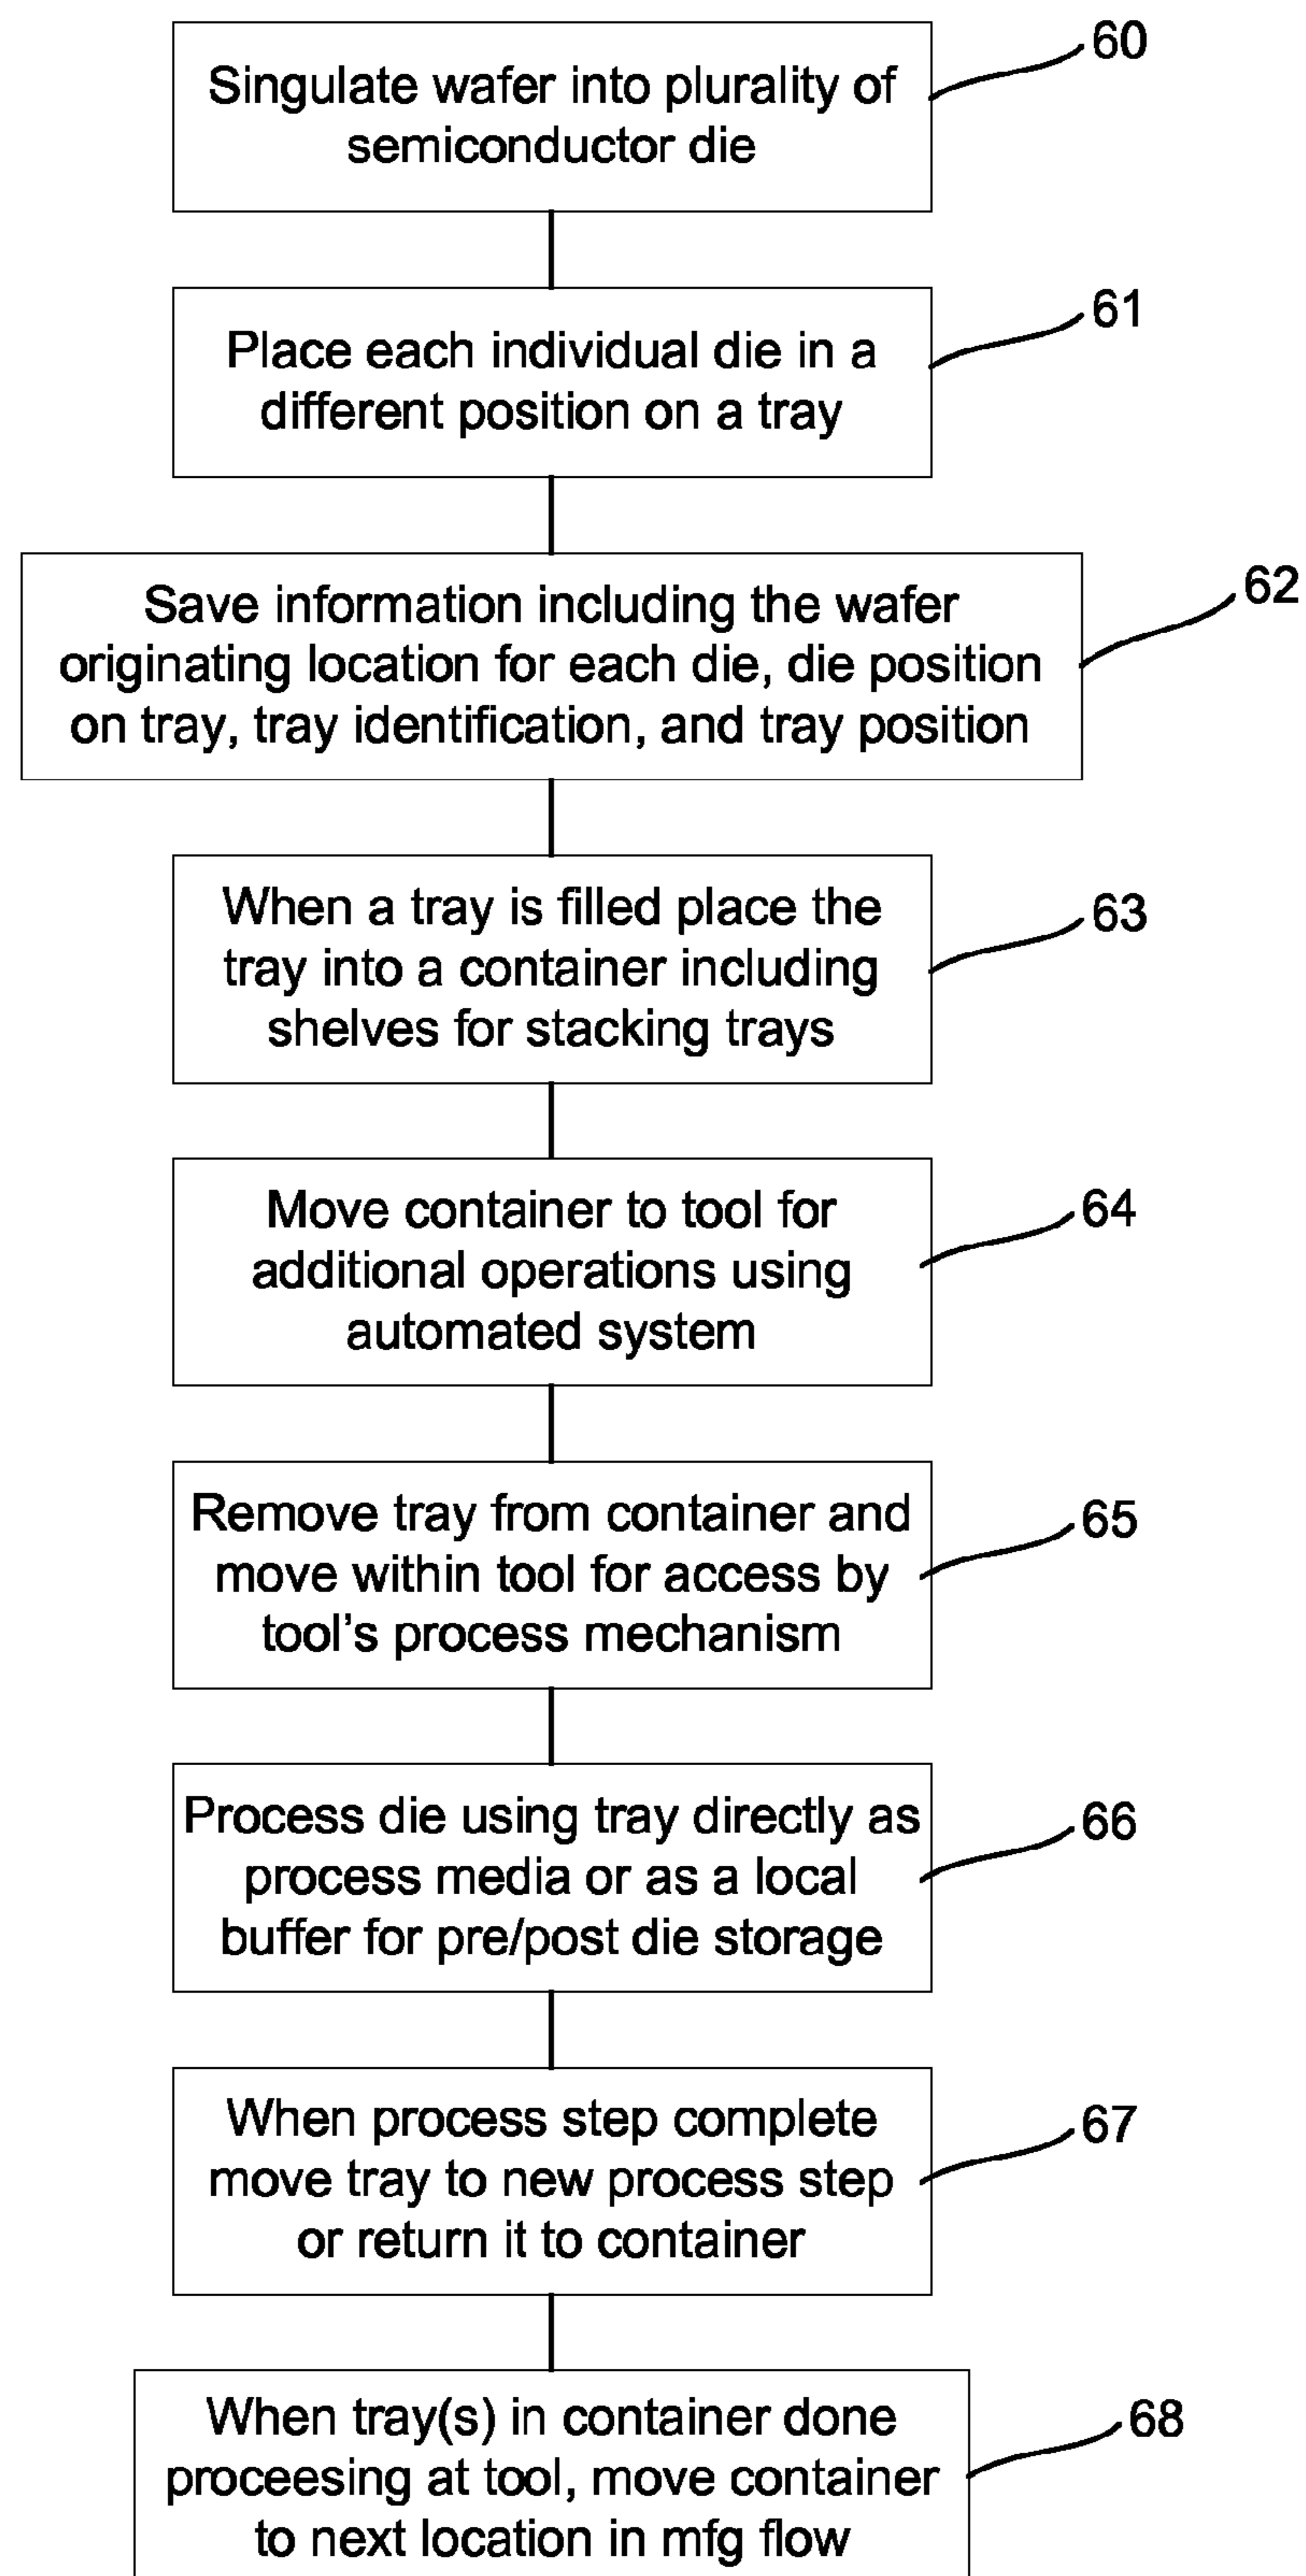 60
Singulate wafer into plurality of
semiconductor die
61
Place each individual die in a
different position on a tray
62
Save information including the wafer
originating location for each die, die position
on tray, tray identification, and tray position
63
When a tray is filled place the
tray into a container including
shelves for stacking trays
64
Move container to tool for
additional operations using
automated system
65
Remove tray from container and
move within tool for access by
tool's process mechanism
66
Process die using tray directly as
process media or as a local
buffer for pre/post die storage
67
When process step complete
move tray to new process step
or return it to container
68
When tray(s) in container done
proceesing at tool, move container
to next location in mfg flow